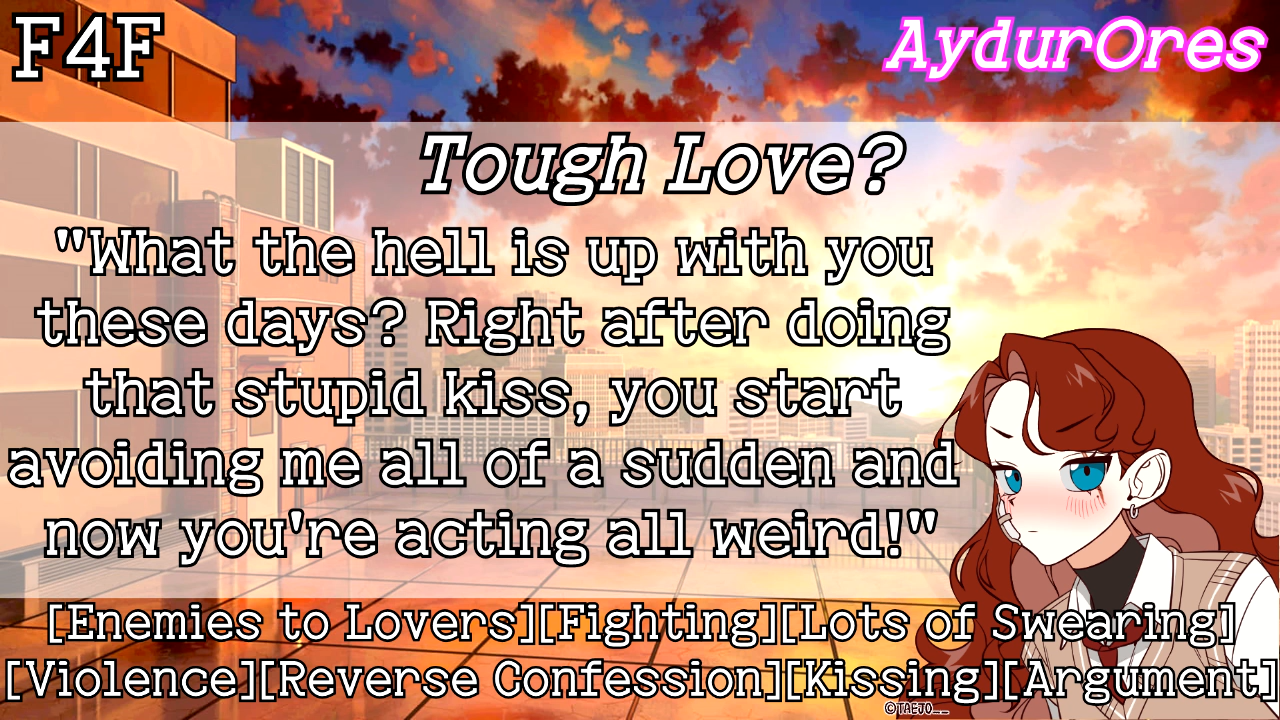 F4F
AydurOres
Tough Love?
"What the hell is up with you
these days? Right after doing
that stupid kiss, you start
avoiding me all of a sudden and
now you're acting all weird!"
[Enemies to Lovers][Fighting][Lots of Swearing]
[Violence][Reverse Confession][Kissing][Argument]
©TAEJO__